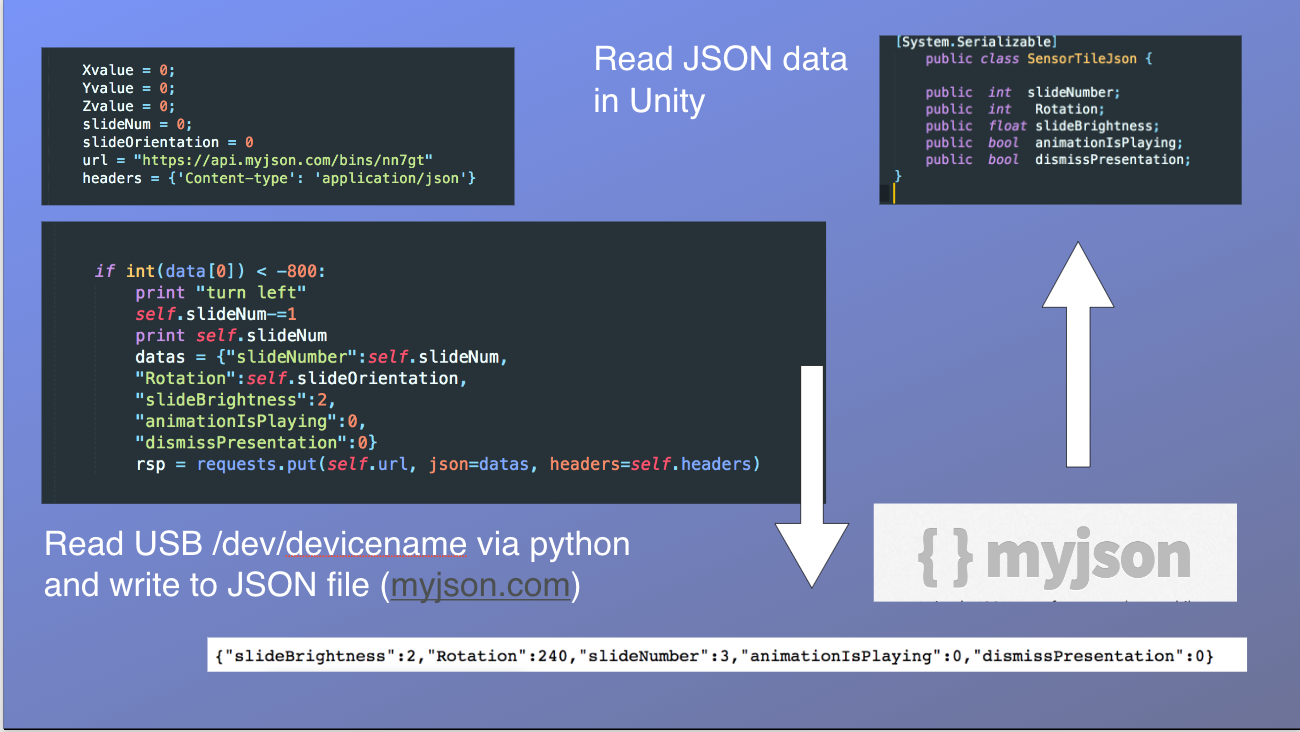 Xvalue = 0;
Yvalue = 0;
Zvalue = 0;
slideNum = 0;
slideOrientation = 0
url = "https://api.myjson.com/bins/nn7gt"
headers = {'Content-type': 'application/json'}
Read JSON data
in Unity
[System.Serializable]
public class SensorTileJson {
public int slideNumber;
public int Rotation;
public float slideBrightness;
public bool animationIsPlaying;
public bool dismissPresentation;
}
if int(data[0]) < -800:
print "turn left"
self.slideNum-=1
print self.slideNum
datas = {"slideNumber":self.slideNum,
"Rotation":self.slideOrientation,
"slideBrightness":2,
"animationIsPlaying":0,
"dismissPresentation":0}
rsp = requests.put(self.url, json=datas, headers=self.headers)
Read USB /dev/devicename via python
and write to JSON file (myjson.com)
{ } myjson
{"slideBrightness":2,"Rotation":240,"slideNumber":3,"animationIsPlaying":0,"dismissPresentation":0}